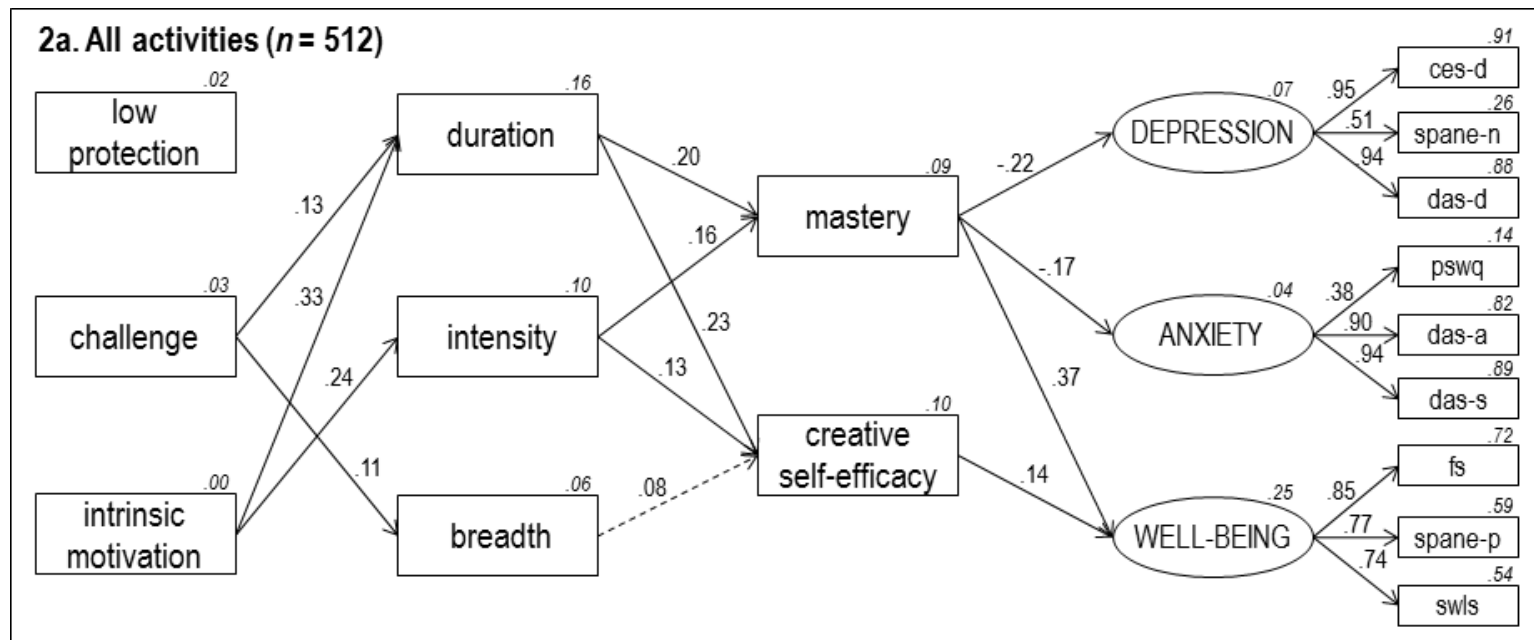 2a. All activities (n = 512)
.02
low
protection
.03
challenge
.00
intrinsic
motivation
.13
.33
.24
.11
.16
duration
.10
intensity
.06
breadth
.20
.16
.23
.13
.08
.09
mastery
.10
creative
self-efficacy
-.22
-.17
.37
.14
.07
DEPRESSION
.04
ANXIETY
.25
WELL-BEING
.95
.51
.94
.38
.90
.94
.85
.77
.74
.91
ces-d
.26
spane-n
.88
das-d
.14
pswq
.82
das-a
.89
das-s
.72
fs
.59
spane-p
.54
swls